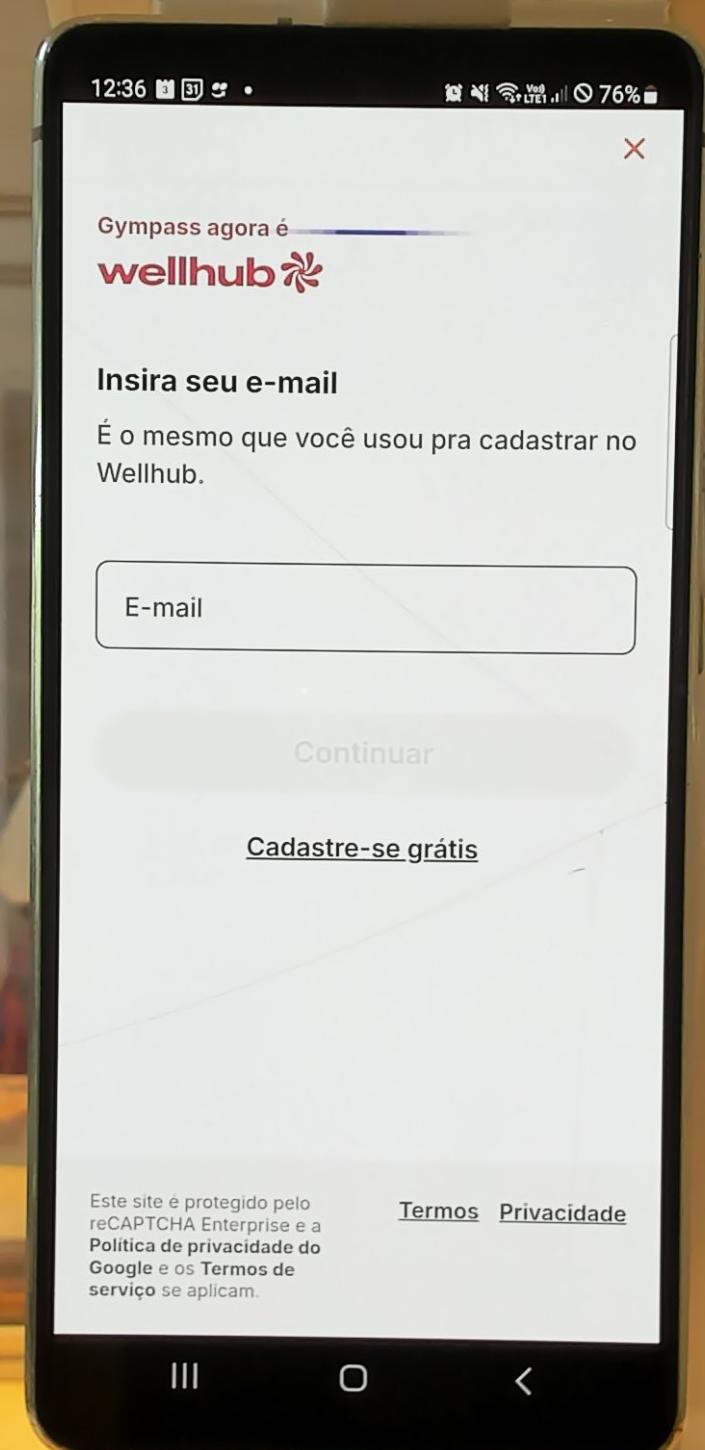 12:36 3 31 Vo) LTE1 76%
Gympass agora é
wellhub
Insira seu e-mail
É o mesmo que você usou pra cadastrar no
Wellhub.
E-mail
Continuar
Cadastre-se grátis
Este site é protegido pelo
reCAPTCHA Enterprise e a
Política de privacidade do
Google e os Termos de
serviço se aplicam.
Termos Privacidade